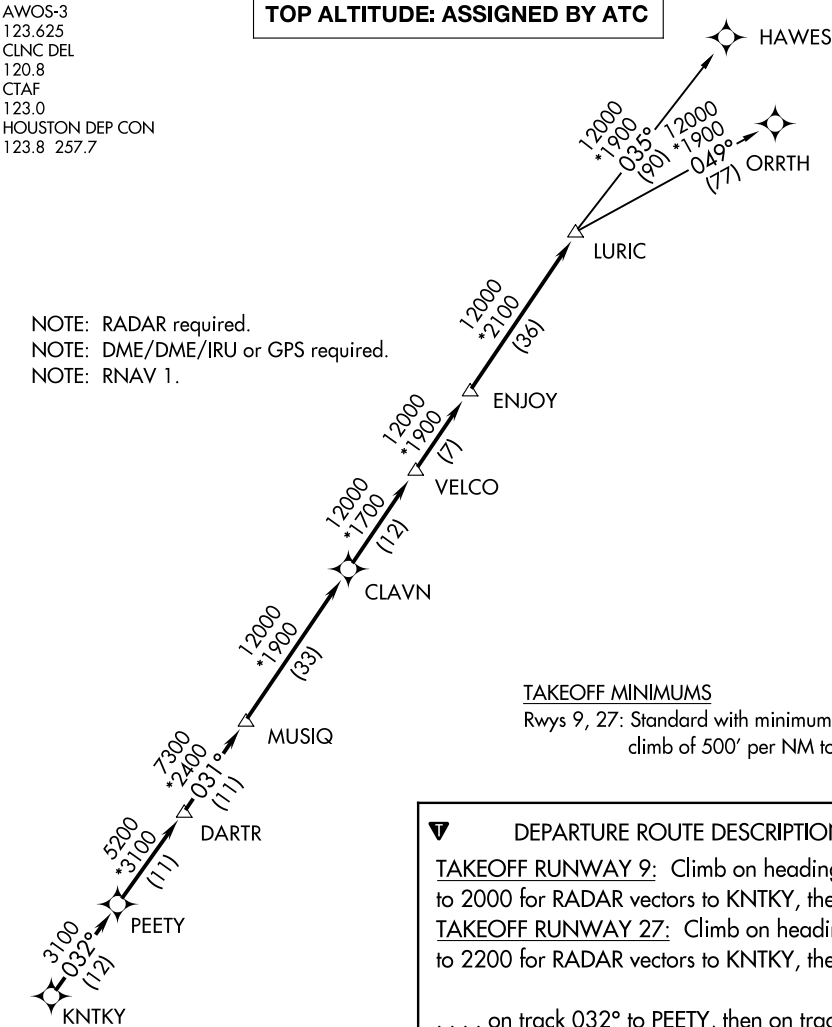 AWOS-3
123.625
CLNC DEL
120.8
CTAF
123.0
HOUSTON DEP CON
123.8 257.7
TOP ALTITUDE: ASSIGNED BY ATC
HAWES
12000
*1900
035°
(90)
12000
*1900
049°
(77)
ORRTH
LURIC
12000
*2100
(36)
NOTE: RADAR required.
NOTE: DME/DME/IRU or GPS required.
NOTE: RNAV 1.
ENJOY
12000
*1900
(7)
VELCO
12000
*1700
(12)
CLAVN
12000
*1900
(33)
TAKEOFF MINIMUMS
Rwys 9, 27: Standard with minimum
climb of 500' per NM to
MUSIQ
7300
*2400
031°
(11)
DARTR
5200
*3100
(11)
PEETY
3100
032°
(12)
KNTKY
DEPARTURE ROUTE DESCRIPTION
TAKEOFF RUNWAY 9: Climb on heading
to 2000 for RADAR vectors to KNTKY, the
TAKEOFF RUNWAY 27: Climb on headin
to 2200 for RADAR vectors to KNTKY, the
. . . . on track 032° to PEETY, then on trac